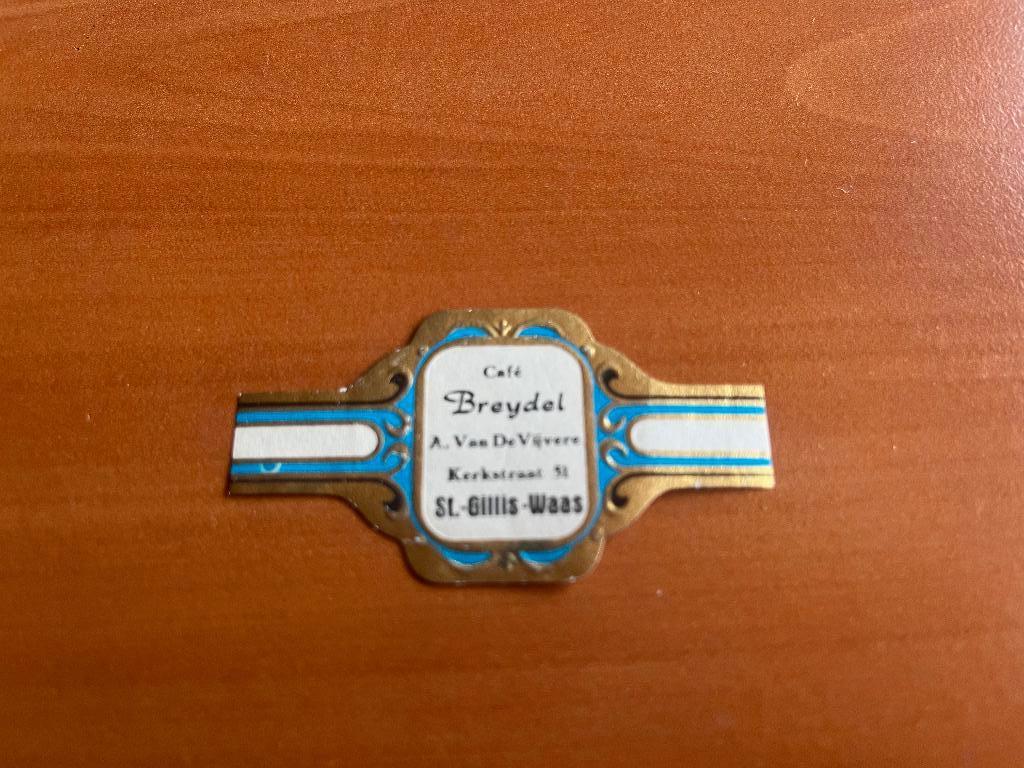 Café
Breydel
A. Van De Vijvere
Kerkstraat 51
St.-Gillis-Waas